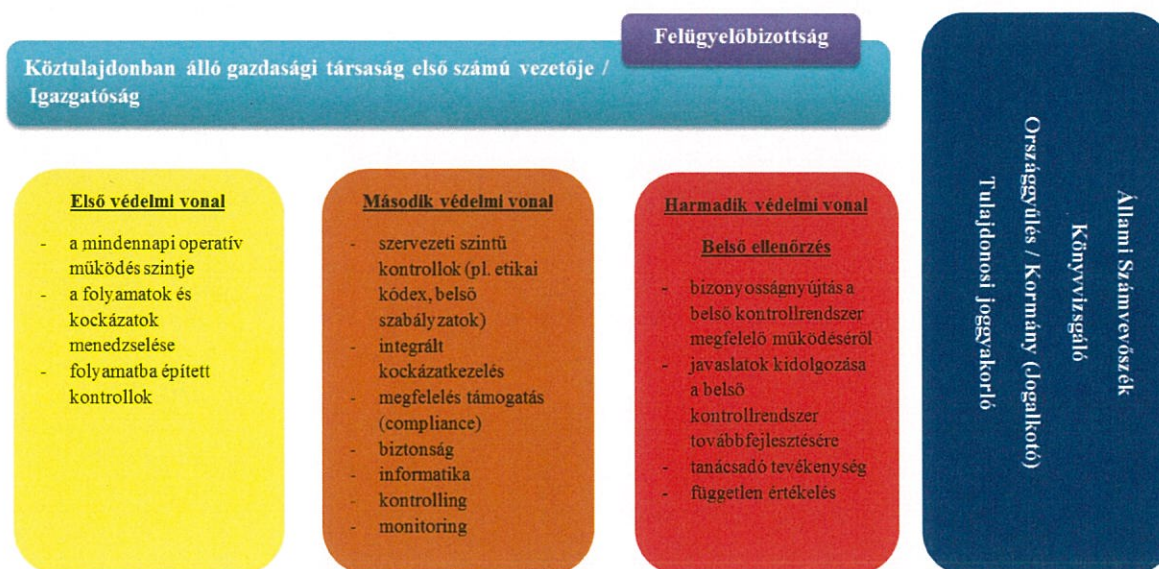 Felügyelőbizottság
Köztulajdonban álló gazdasági társaság első számú vezetője /
Igazgatóság
Első védelmi vonal
- a mindennapi operatív
működés szintje
- a folyamatok és
kockázatok
menedzselése
- folyamatba épített
kontrollok
Második védelmi vonal
- szervezeti szintű
kontrollok (pl. etikai
kódex, belső
szabályzatok)
- integrált
kockázatkezelés
- megfelelés támogatás
(compliance)
- biztonság
- informatika
- kontrolling
- monitoring
Harmadik védelmi vonal
Belső ellenőrzés
- bizonyosságnyújtás a
belső kontrollrendszer
megfelelő működéséről
- javaslatok kidolgozása
a belső
kontrollrendszer
továbbfejlesztésére
- tanácsadó tevékenység
- független értékelés
Állami Számvevőszék
Könyvvizsgáló
Országgyűlés / Kormány (Jogalkotó)
Tulajdonosi joggyakorló